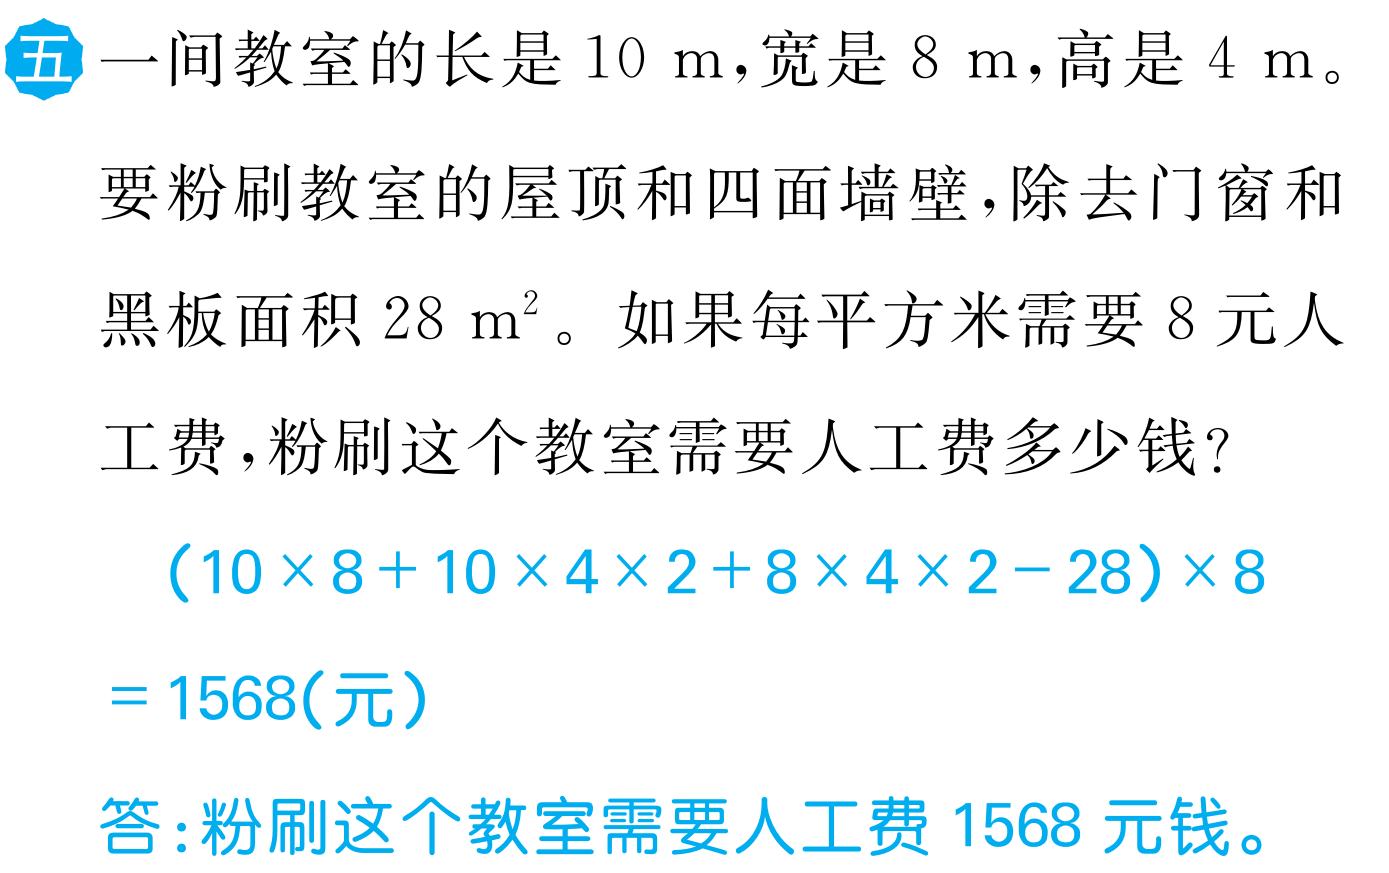 五 一间教室的长是 10 m,宽是 8 m,高是 4 m。
要粉刷教室的屋顶和四面墙壁,除去门窗和
黑板面积 28 m²。如果每平方米需要 8 元人
工费,粉刷这个教室需要人工费多少钱?
(10×8+10×4×2+8×4×2-28)×8
=1568(元)
答:粉刷这个教室需要人工费 1568 元钱。